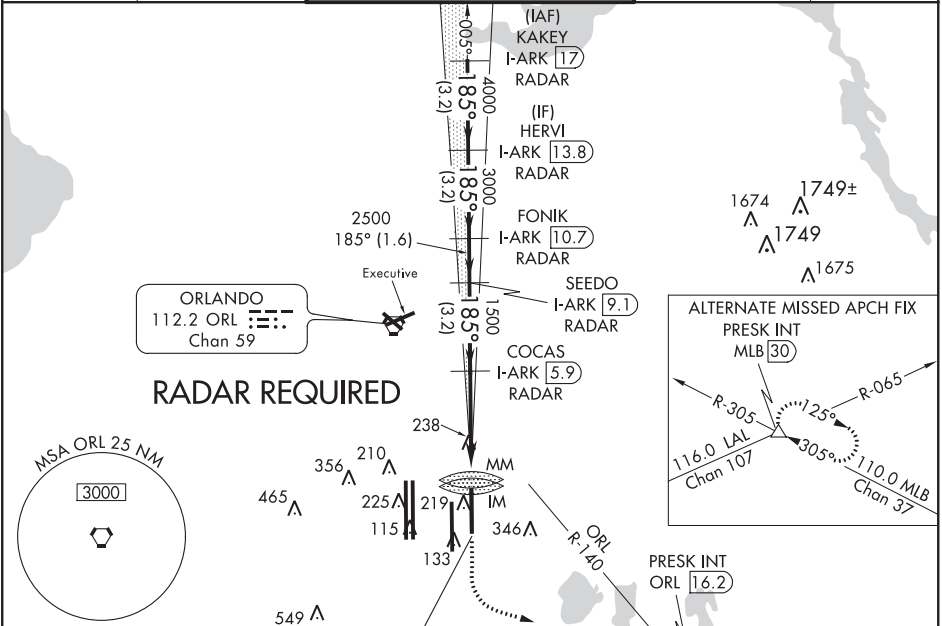 (IAF)
KAKEY
I-ARK 17
RADAR
005°
185°
(3.2)
4000
(IF)
HERVI
I-ARK 13.8
RADAR
185°
(3.2)
3000
2500
185° (1.6)
FONIK
I-ARK 10.7
RADAR
1674
1749±
1749
1675
Executive
ORLANDO
112.2 ORL
Chan 59
SEEDO
I-ARK 9.1
RADAR
185°
(3.2)
1500
COCAS
I-ARK 5.9
RADAR
RADAR REQUIRED
ALTERNATE MISSED APCH FIX
PRESK INT
MLB 30
R-305
125°
R-065
305°
116.0 LAL
Chan 107
110.0 MLB
Chan 37
MSA ORL 25 NM
3000
238
MM
IM
210
356
465
225
219
115
133
346
549
ORL
R-140
PRESK INT
ORL 16.2